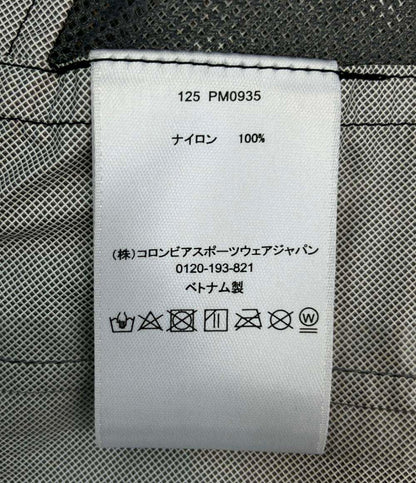 125 PM0935
ナイロン 100%
(株)コロンビアスポーツウェアジャパン
0120-193-821
ベトナム製
W